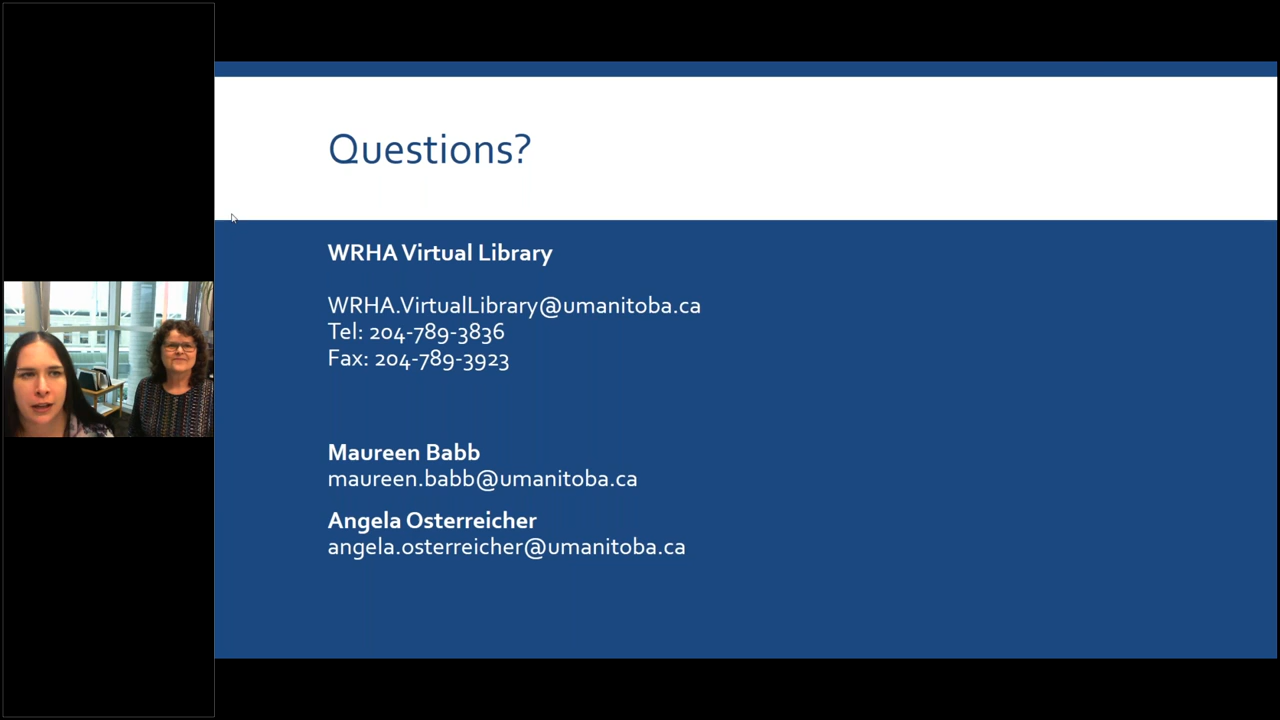 Questions?
WRHA Virtual Library
WRHA.VirtualLibrary@umanitoba.ca
Tel: 204-789-3836
Fax: 204-789-3923
Maureen Babb
maureen.babb@umanitoba.ca
Angela Osterreicher
angela.osterreicher@umanitoba.ca